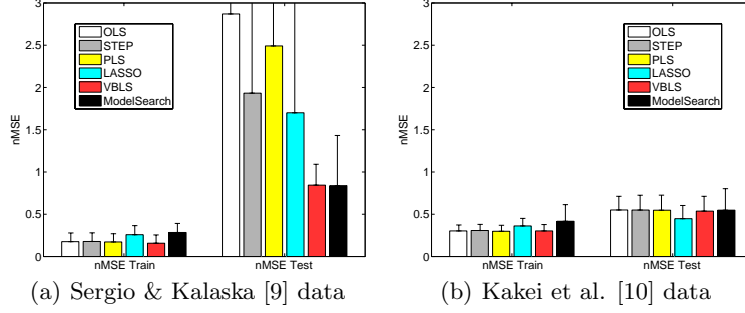 3
2.5
2
1.5
1
0.5
0
nMSE
OLS
STEP
PLS
LASSO
VBLS
ModelSearch
nMSE Train
nMSE Test
(a) Sergio & Kalaska [9] data
3
2.5
2
1.5
1
0.5
0
nMSE
OLS
STEP
PLS
LASSO
VBLS
ModelSearch
nMSE Train
nMSE Test
(b) Kakei et al. [10] data